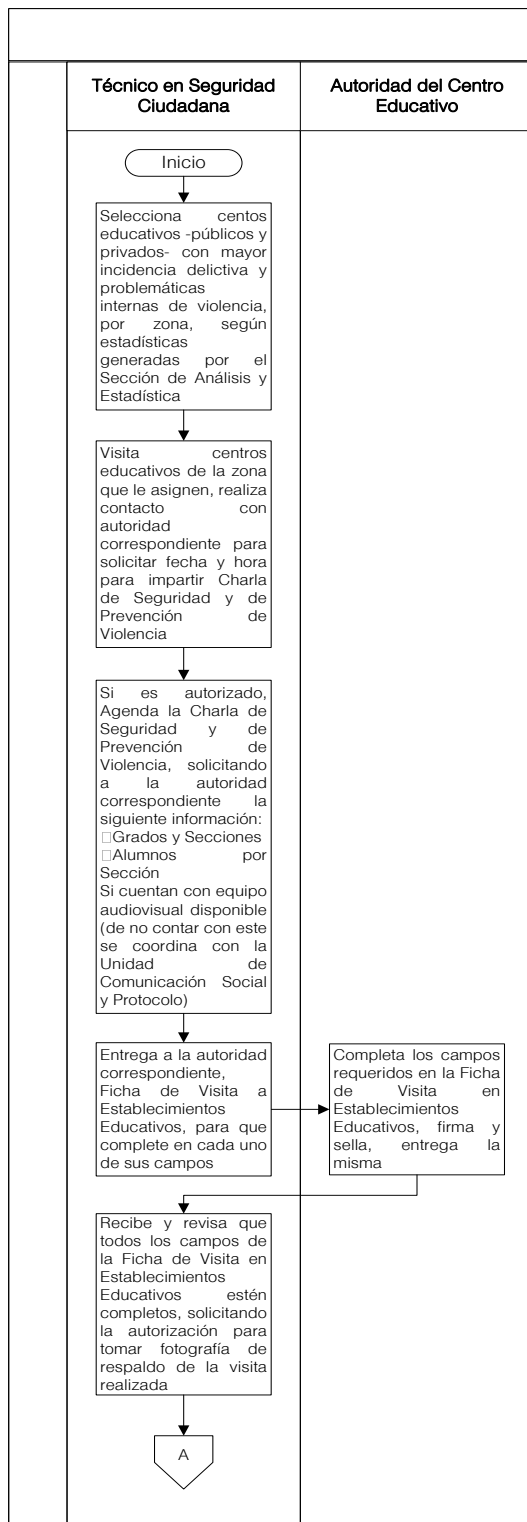 Técnico en Seguridad
Ciudadana
Autoridad del Centro
Educativo
Inicio
Selecciona centos
educativos -públicos y
privados- con mayor
incidencia delictiva y
problemáticas
internas de violencia,
por zona, según
estadísticas
generadas por el
Sección de Análisis y
Estadística
Visita centros
educativos de la zona
que le asignen, realiza
contacto con
autoridad
correspondiente para
solicitar fecha y hora
para impartir Charla
de Seguridad y de
Prevención de
Violencia
Si es autorizado,
Agenda la Charla de
Seguridad y de
Prevención de
Violencia, solicitando
a la autoridad
correspondiente la
siguiente información:
Grados y Secciones
Alumnos por
Sección
Si cuentan con equipo
audiovisual disponible
(de no contar con este
se coordina con la
Unidad de
Comunicación Social
y Protocolo)
Entrega a la autoridad
correspondiente,
Ficha de Visita a
Establecimientos
Educativos, para que
complete en cada uno
de sus campos
Completa los campos
requeridos en la Ficha
de Visita en
Establecimientos
Educativos, firma y
sella, entrega la
misma
Recibe y revisa que
todos los campos de
la Ficha de Visita en
Establecimientos
Educativos estén
completos, solicitando
la autorización para
tomar fotografía de
respaldo de la visita
realizada
A